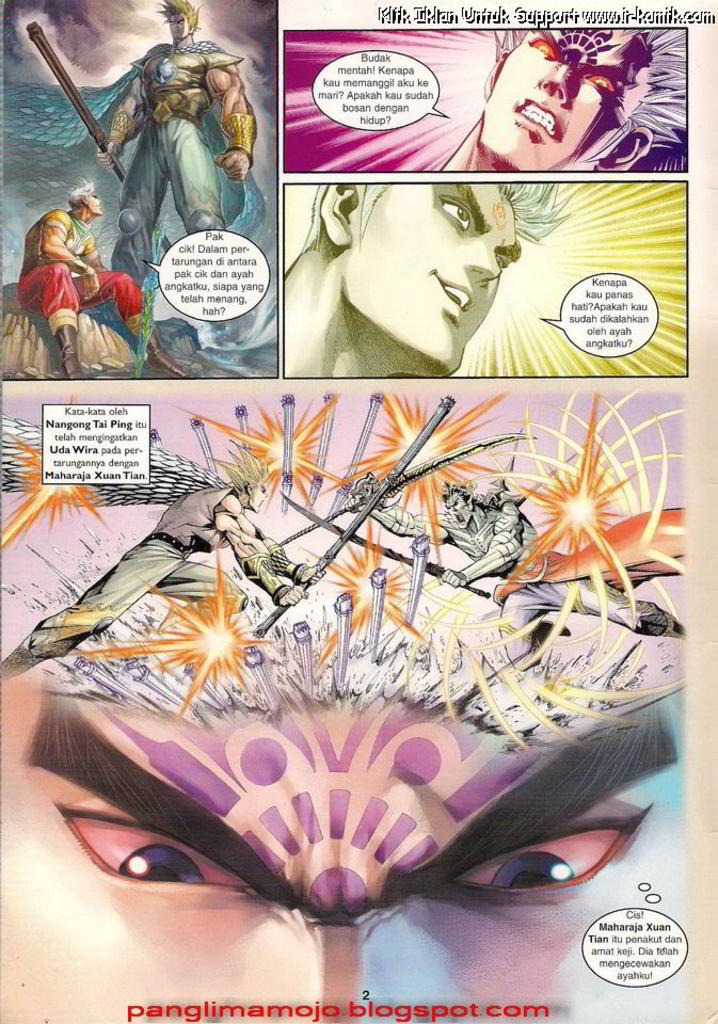 Klik Iklan Untuk Support www.ir-komik.com
Budak
mentah! Kenapa
kau memanggil aku ke
mari? Apakah kau sudah
bosan dengan
hidup?
Pak
cik! Dalam per-
tarungan di antara
pak cik dan ayah
angkatku, siapa yang
telah menang,
hah?
Kenapa
kau panas
hati?Apakah kau
sudah dikalahkan
oleh ayah
angkatku?
Kata-kata oleh
Nangong Tai Ping itu
telah mengingatkan
Uda Wira pada per-
tarungannya dengan
Maharaja Xuan Tian.
Cis!
Maharaja Xuan
Tian itu penakut dan
amat keji. Dia telah
mengecewakan
ayahku!
2
panglimamojo.blogspot.com